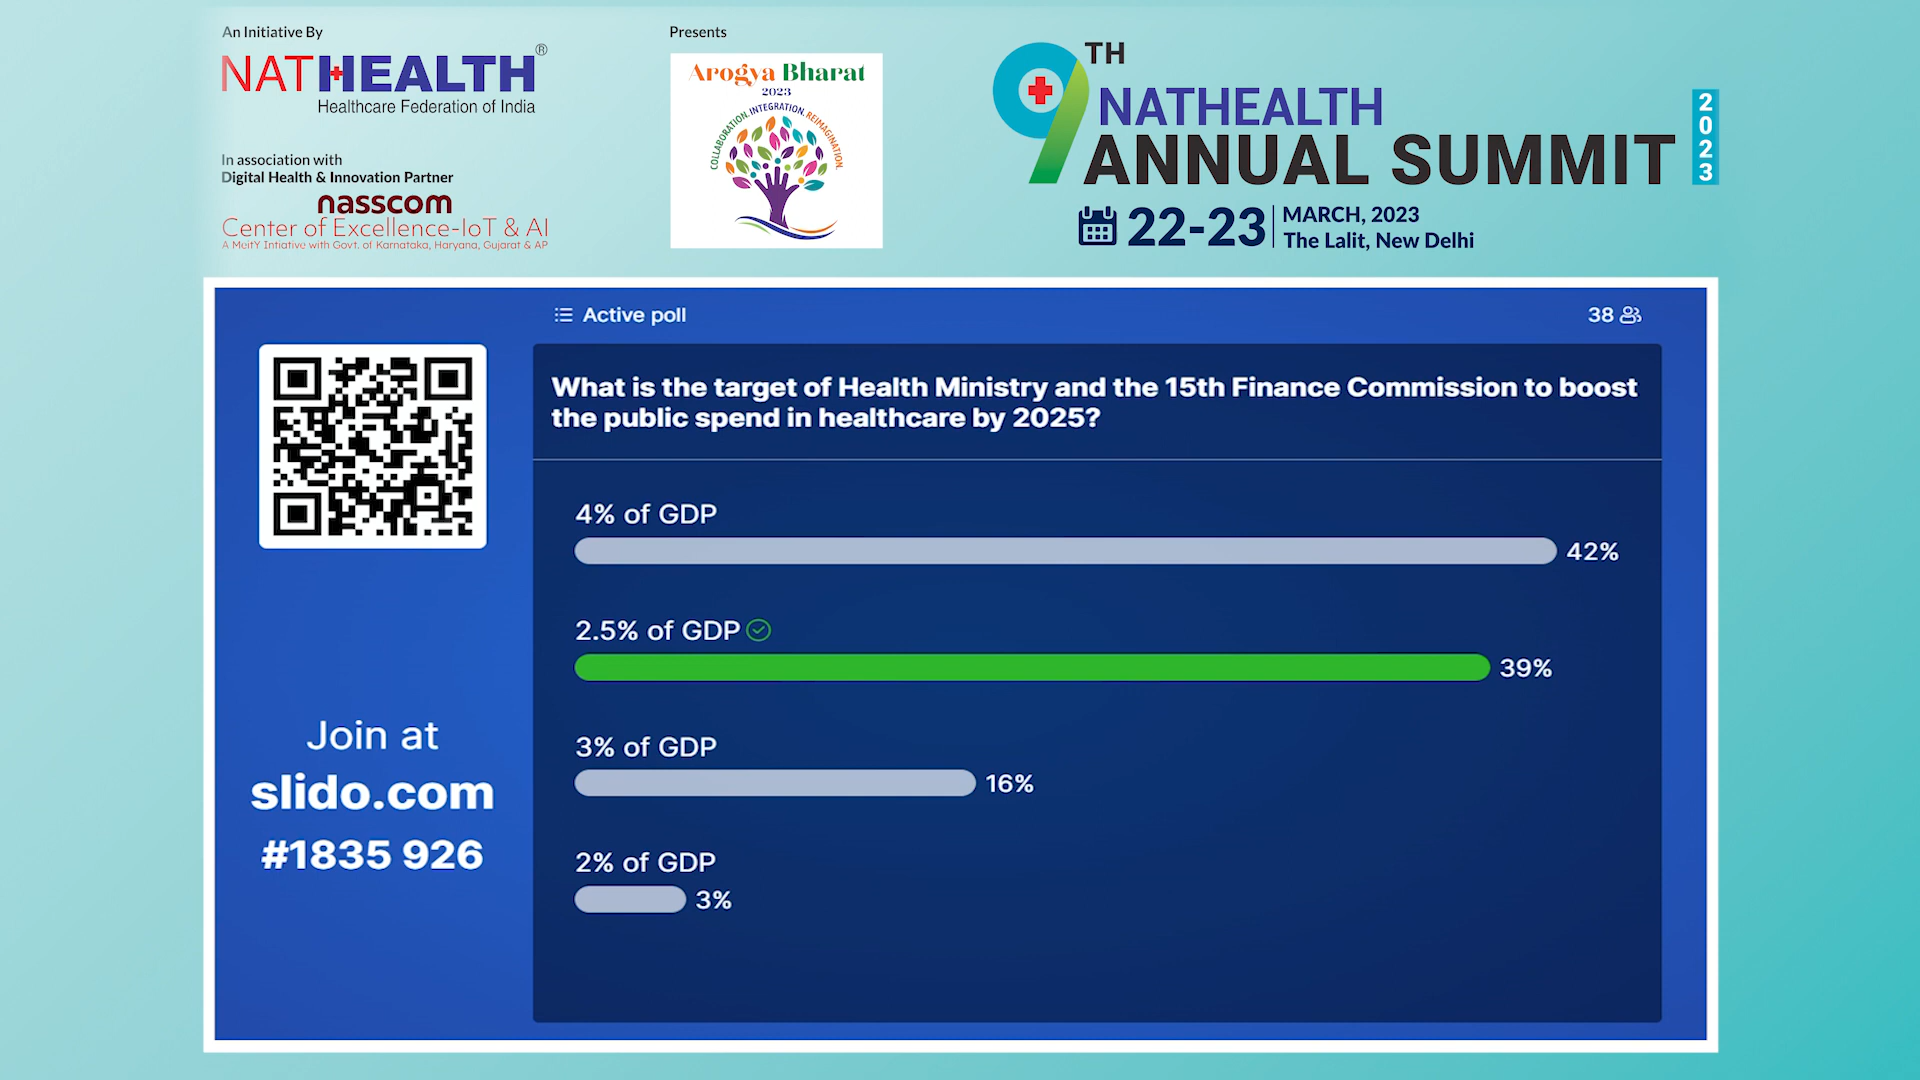 An Initiative By
NATHEALTH®
Healthcare Federation of India
In association with
Digital Health & Innovation Partner
nasscom
Center of Excellence-IoT & AI
A MeitY Intiative with Govt. of Karnataka, Haryana, Gujarat & AP
Presents
Arogya Bharat
2023
COLLABORATION. INTEGRATION. REIMAGINATION.
9TH
NATHEALTH
ANNUAL SUMMIT
2023
22-23
MARCH, 2023
The Lalit, New Delhi
Active poll
38
What is the target of Health Ministry and the 15th Finance Commission to boost
the public spend in healthcare by 2025?
4% of GDP
42%
2.5% of GDP
39%
3% of GDP
16%
2% of GDP
3%
Join at
slido.com
#1835 926